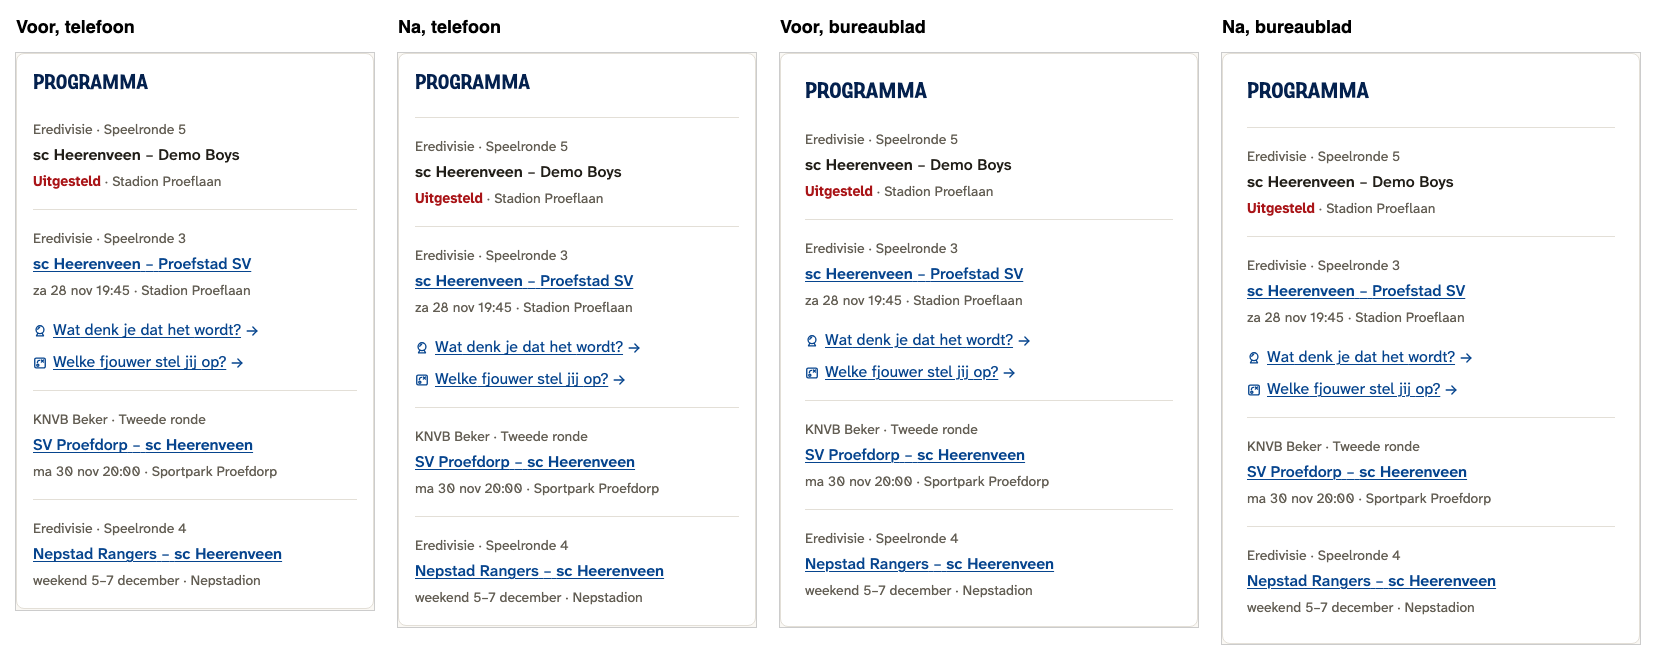 Voor, telefoon
PROGRAMMA
Eredivisie · Speelronde 5
sc Heerenveen – Demo Boys
Uitgesteld · Stadion Proeflaan
Eredivisie · Speelronde 3
sc Heerenveen – Proefstad SV
za 28 nov 19:45 · Stadion Proeflaan
Wat denk je dat het wordt? →
Welke fjouwer stel jij op? →
KNVB Beker · Tweede ronde
SV Proefdorp – sc Heerenveen
ma 30 nov 20:00 · Sportpark Proefdorp
Eredivisie · Speelronde 4
Nepstad Rangers – sc Heerenveen
weekend 5–7 december · Nepstadion
Na, telefoon
PROGRAMMA
Eredivisie · Speelronde 5
sc Heerenveen – Demo Boys
Uitgesteld · Stadion Proeflaan
Eredivisie · Speelronde 3
sc Heerenveen – Proefstad SV
za 28 nov 19:45 · Stadion Proeflaan
Wat denk je dat het wordt? →
Welke fjouwer stel jij op? →
KNVB Beker · Tweede ronde
SV Proefdorp – sc Heerenveen
ma 30 nov 20:00 · Sportpark Proefdorp
Eredivisie · Speelronde 4
Nepstad Rangers – sc Heerenveen
weekend 5–7 december · Nepstadion
Voor, bureaublad
PROGRAMMA
Eredivisie · Speelronde 5
sc Heerenveen – Demo Boys
Uitgesteld · Stadion Proeflaan
Eredivisie · Speelronde 3
sc Heerenveen – Proefstad SV
za 28 nov 19:45 · Stadion Proeflaan
Wat denk je dat het wordt? →
Welke fjouwer stel jij op? →
KNVB Beker · Tweede ronde
SV Proefdorp – sc Heerenveen
ma 30 nov 20:00 · Sportpark Proefdorp
Eredivisie · Speelronde 4
Nepstad Rangers – sc Heerenveen
weekend 5–7 december · Nepstadion
Na, bureaublad
PROGRAMMA
Eredivisie · Speelronde 5
sc Heerenveen – Demo Boys
Uitgesteld · Stadion Proeflaan
Eredivisie · Speelronde 3
sc Heerenveen – Proefstad SV
za 28 nov 19:45 · Stadion Proeflaan
Wat denk je dat het wordt? →
Welke fjouwer stel jij op? →
KNVB Beker · Tweede ronde
SV Proefdorp – sc Heerenveen
ma 30 nov 20:00 · Sportpark Proefdorp
Eredivisie · Speelronde 4
Nepstad Rangers – sc Heerenveen
weekend 5–7 december · Nepstadion